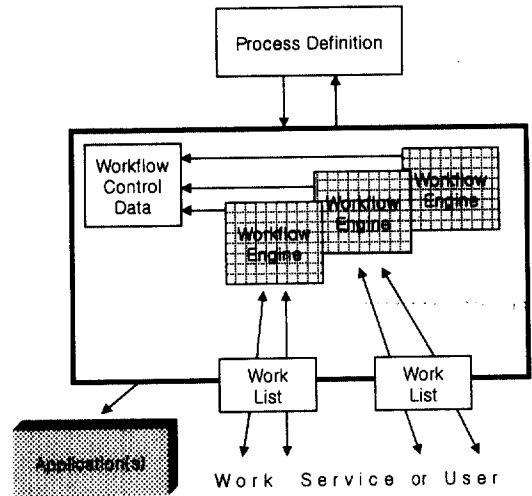 Process Definition
Workflow
Control
Data
Workflow
Engine
Workflow
Engine
Workflow
Engine
Work
List
Work
List
Application(s)
Work Service or User